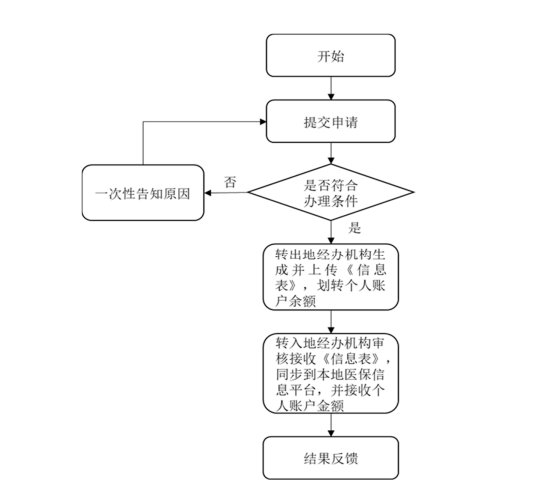 开始
提交申请
一次性告知原因
否
是否符合
办理条件
是
转出地经办机构生
成并上传《信息
表》，划转个人账
户余额
转入地经办机构审
核接收《信息表》，
同步到本地医保信
息平台，并接收个
人账户金额
结果反馈